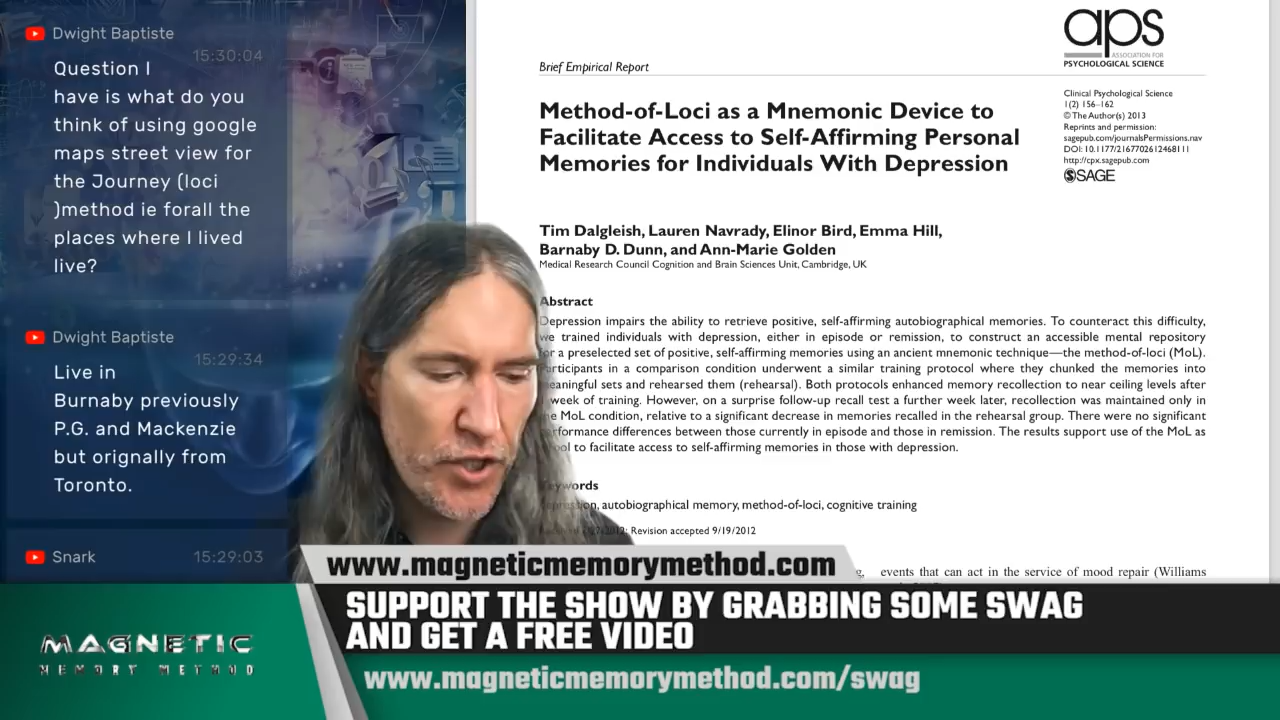 Dwight Baptiste
15:30:04
Question I
have is what do you
think of using google
maps street view for
the Journey (loci
)method ie forall the
places where I lived
live?
Dwight Baptiste
15:29:34
Live in
Burnaby previously
P.G. and Mackenzie
but orignally from
Toronto.
Snark
15:29:03
aps
ASSOCIATION FOR
PSYCHOLOGICAL SCIENCE
Brief Empirical Report
Method-of-Loci as a Mnemonic Device to
Facilitate Access to Self-Affirming Personal
Memories for Individuals With Depression
Clinical Psychological Science
1(2) 156–162
© The Author(s) 2013
Reprints and permission:
sagepub.com/journalsPermissions.nav
DOI: 10.1177/2167702612468111
http://cpx.sagepub.com
SAGE
Tim Dalgleish, Lauren Navrady, Elinor Bird, Emma Hill,
Barnaby D. Dunn, and Ann-Marie Golden
Medical Research Council Cognition and Brain Sciences Unit, Cambridge, UK
Abstract
Depression impairs the ability to retrieve positive, self-affirming autobiographical memories. To counteract this difficulty,
we trained individuals with depression, either in episode or remission, to construct an accessible mental repository
for a preselected set of positive, self-affirming memories using an ancient mnemonic technique—the method-of-loci (MoL).
Participants in a comparison condition underwent a similar training protocol where they chunked the memories into
meaningful sets and rehearsed them (rehearsal). Both protocols enhanced memory recollection to near ceiling levels after
week of training. However, on a surprise follow-up recall test a further week later, recollection was maintained only in
the MoL condition, relative to a significant decrease in memories recalled in the rehearsal group. There were no significant
performance differences between those currently in episode and those in remission. The results support use of the MoL as
tool to facilitate access to self-affirming memories in those with depression.
Keywords
depression, autobiographical memory, method-of-loci, cognitive training
Revision accepted 9/19/2012
events that can act in the service of mood repair (Williams
www.magneticmemorymethod.com
SUPPORT THE SHOW BY GRABBING SOME SWAG
AND GET A FREE VIDEO
www.magneticmemorymethod.com/swag
MAGNETIC
MEMORY METHOD